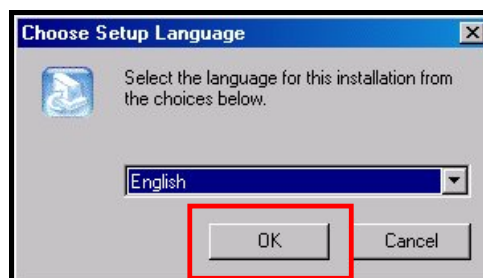 Choose Setup Language
Select the language for this installation from
the choices below.
English
OK
Cancel